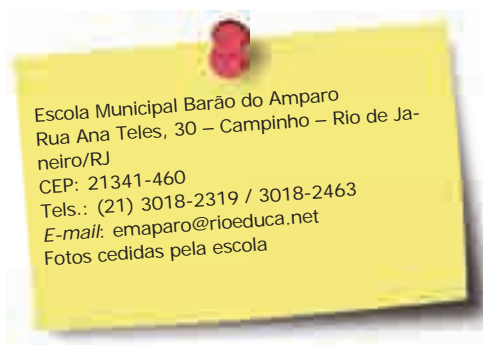 Escola Municipal Barão do Amparo
Rua Ana Teles, 30 – Campinho – Rio de Ja-
neiro/RJ
CEP: 21341-460
Tels.: (21) 3018-2319 / 3018-2463
E-mail: emaparo@rioeduca.net
Fotos cedidas pela escola